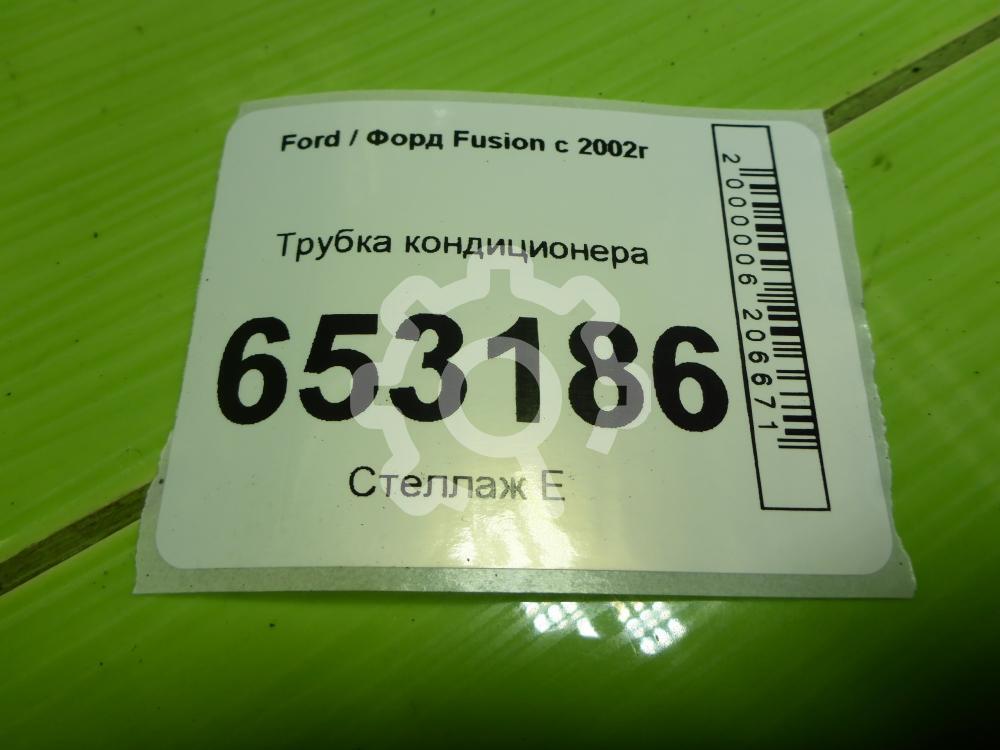 Ford / Форд Fusion с 2002г
Трубка кондиционера
653186
Стеллаж Е
2000006206671